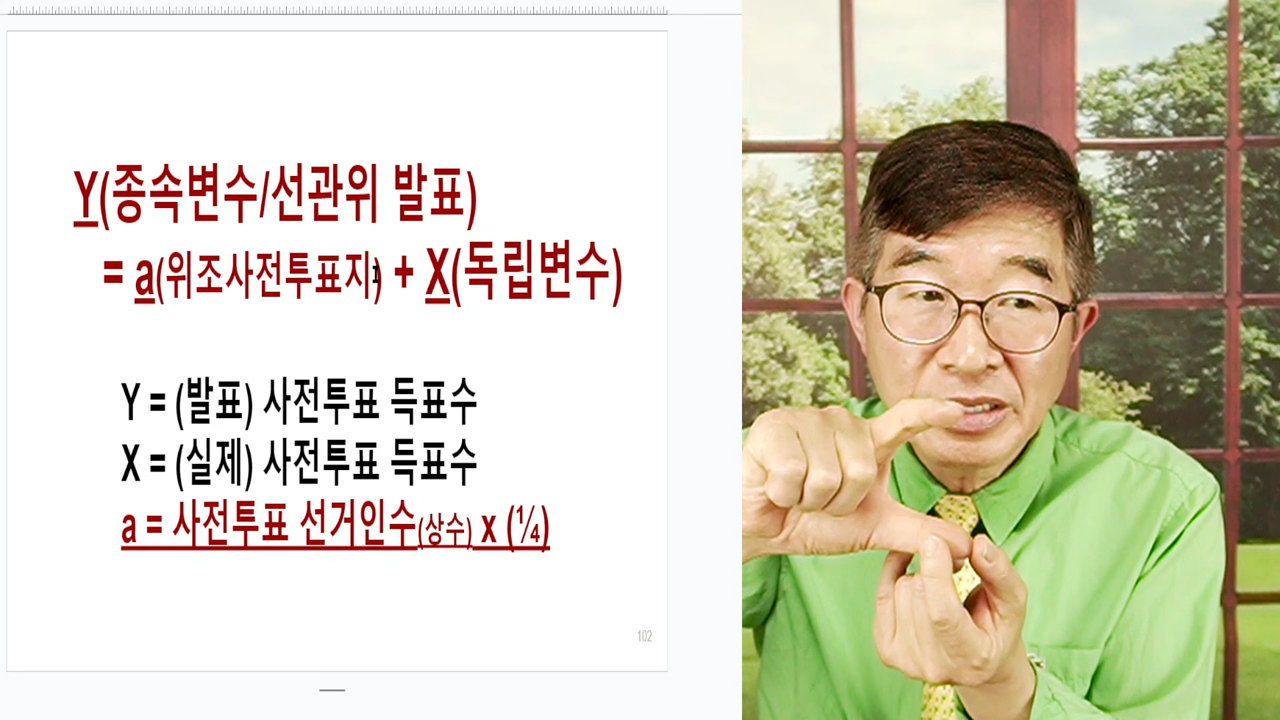 Y(종속변수/선관위 발표)
= a(위조사전투표지) + X(독립변수)
Y = (발표) 사전투표 득표수
X = (실제) 사전투표 득표수
a = 사전투표 선거인수(상수) x (¼)
102